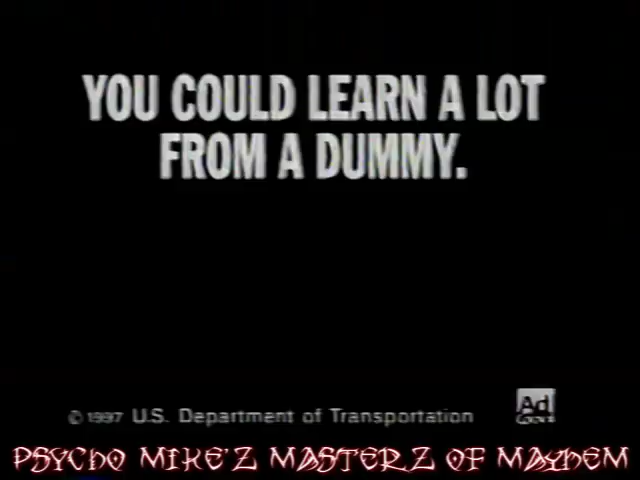 YOU COULD LEARN A LOT
FROM A DUMMY.
© 1997 U.S. Department of Transportation
Ad
PSYCHO MIKE'Z MASTERZ OF MAYHEM